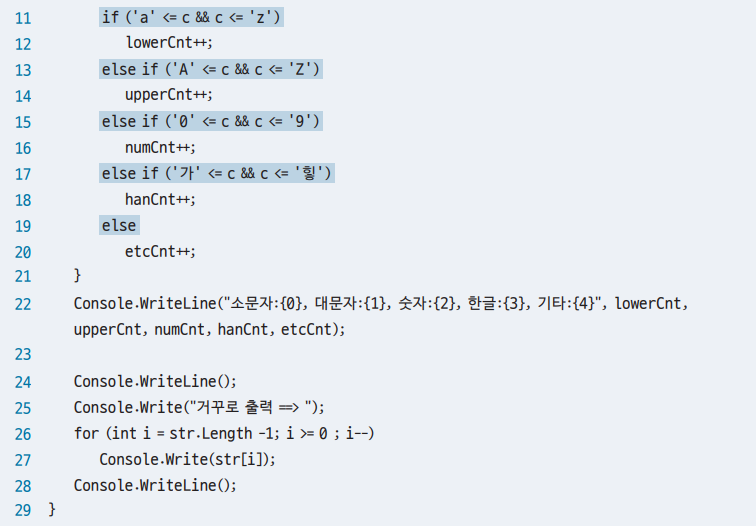 11 if ('a' <= c && c <= 'z')
12 lowerCnt++;
13 else if ('A' <= c && c <= 'Z')
14 upperCnt++;
15 else if ('0' <= c && c <= '9')
16 numCnt++;
17 else if ('가' <= c && c <= '힣')
18 hanCnt++;
19 else
20 etcCnt++;
21 }
22 Console.WriteLine("소문자:{0}, 대문자:{1}, 숫자:{2}, 한글:{3}, 기타:{4}", lowerCnt,
upperCnt, numCnt, hanCnt, etcCnt);
23
24 Console.WriteLine();
25 Console.Write("거꾸로 출력 ==> ");
26 for (int i = str.Length -1; i >= 0 ; i--)
27 Console.Write(str[i]);
28 Console.WriteLine();
29 }